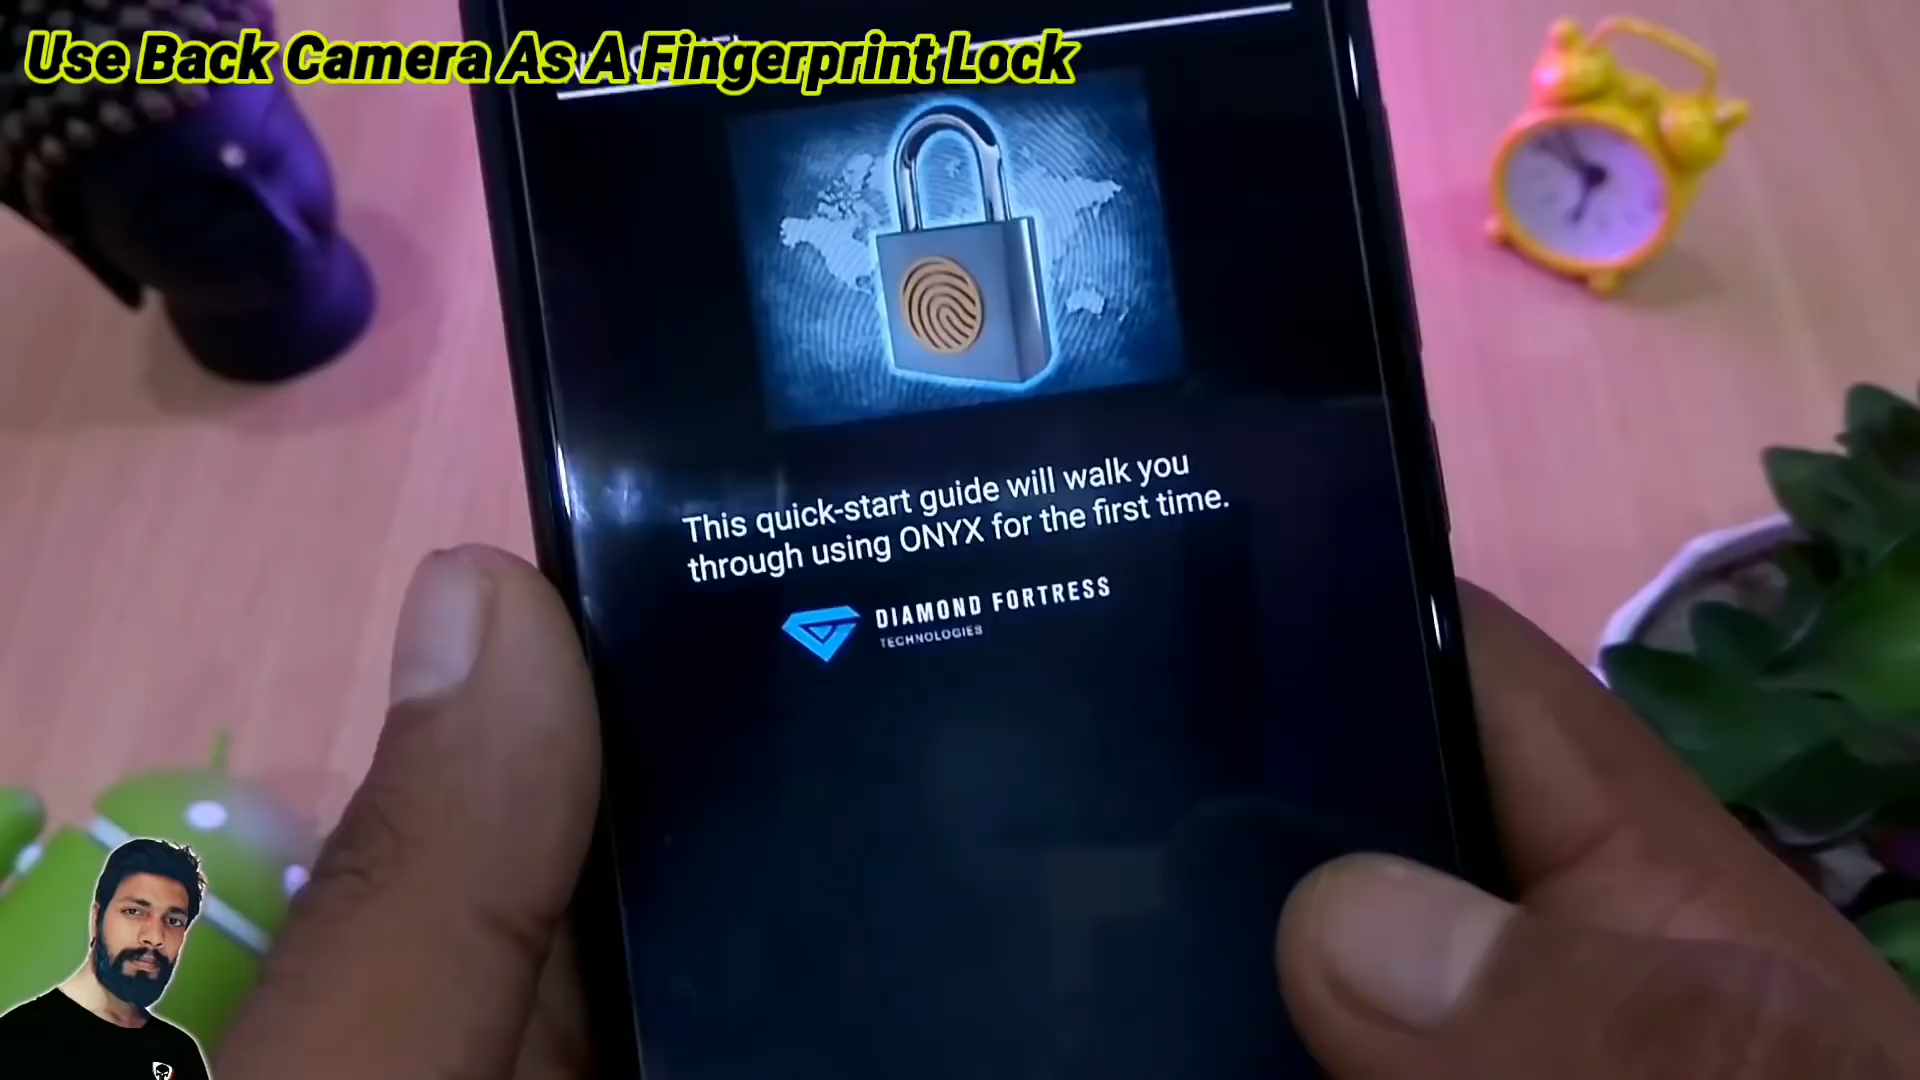 Use Back Camera As A Fingerprint Lock
This quick-start guide will walk you
through using ONYX for the first time.
DIAMOND FORTRESS
TECHNOLOGIES